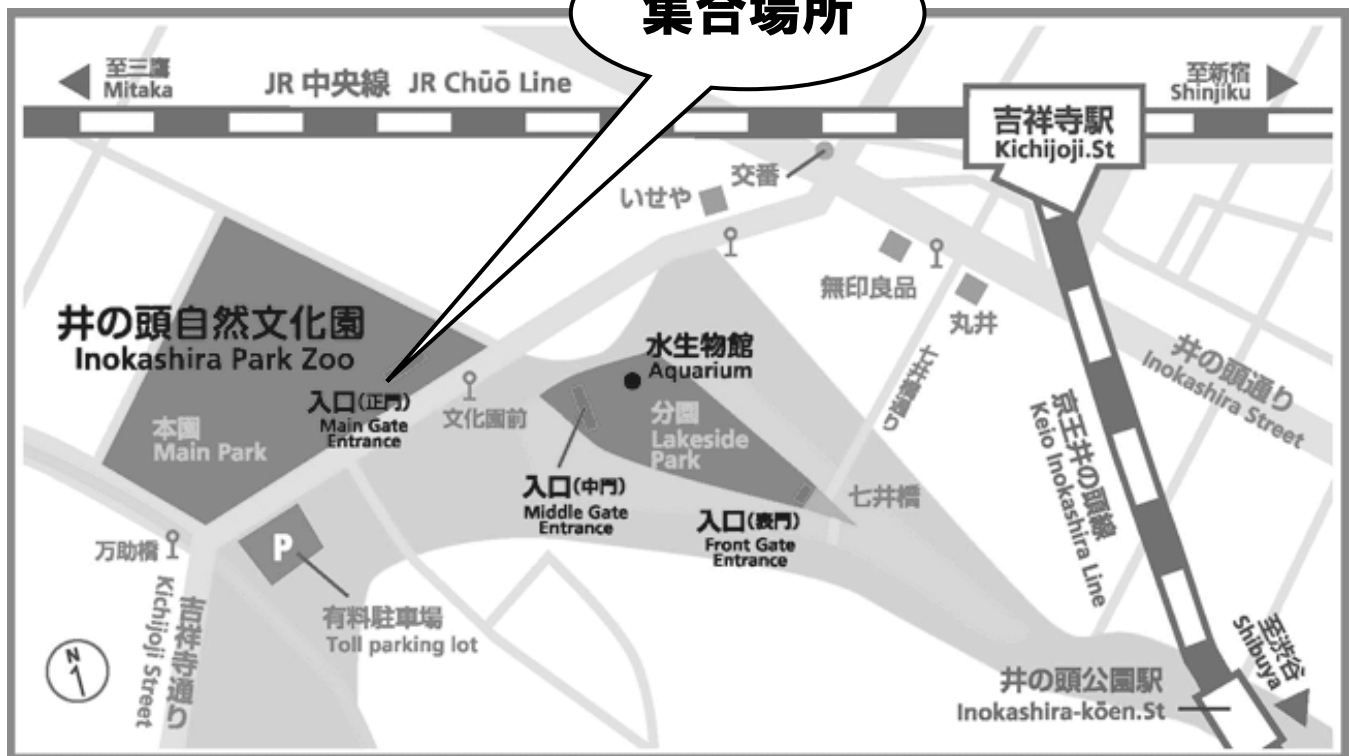 集合場所
至三鷹
Mitaka
JR 中央線 JR Chūō Line
至新宿
Shinjiku
吉祥寺駅
Kichijoji.St
交番
いせや
無印良品
丸井
井の頭自然文化園
Inokashira Park Zoo
水生物館
Aquarium
七井橋通り
井の頭通り
Inokashira Street
入口(正門)
Main Gate
Entrance
文化園前
本園
Main Park
分園
Lakeside
Park
京王井の頭線
Keio Inokashira Line
入口(中門)
Middle Gate
Entrance
入口(表門)
Front Gate
Entrance
七井橋
万助橋
P
吉祥寺通り
Kichijoji Street
有料駐車場
Toll parking lot
至渋谷
Shibuya
N
井の頭公園駅
Inokashira-kōen.St